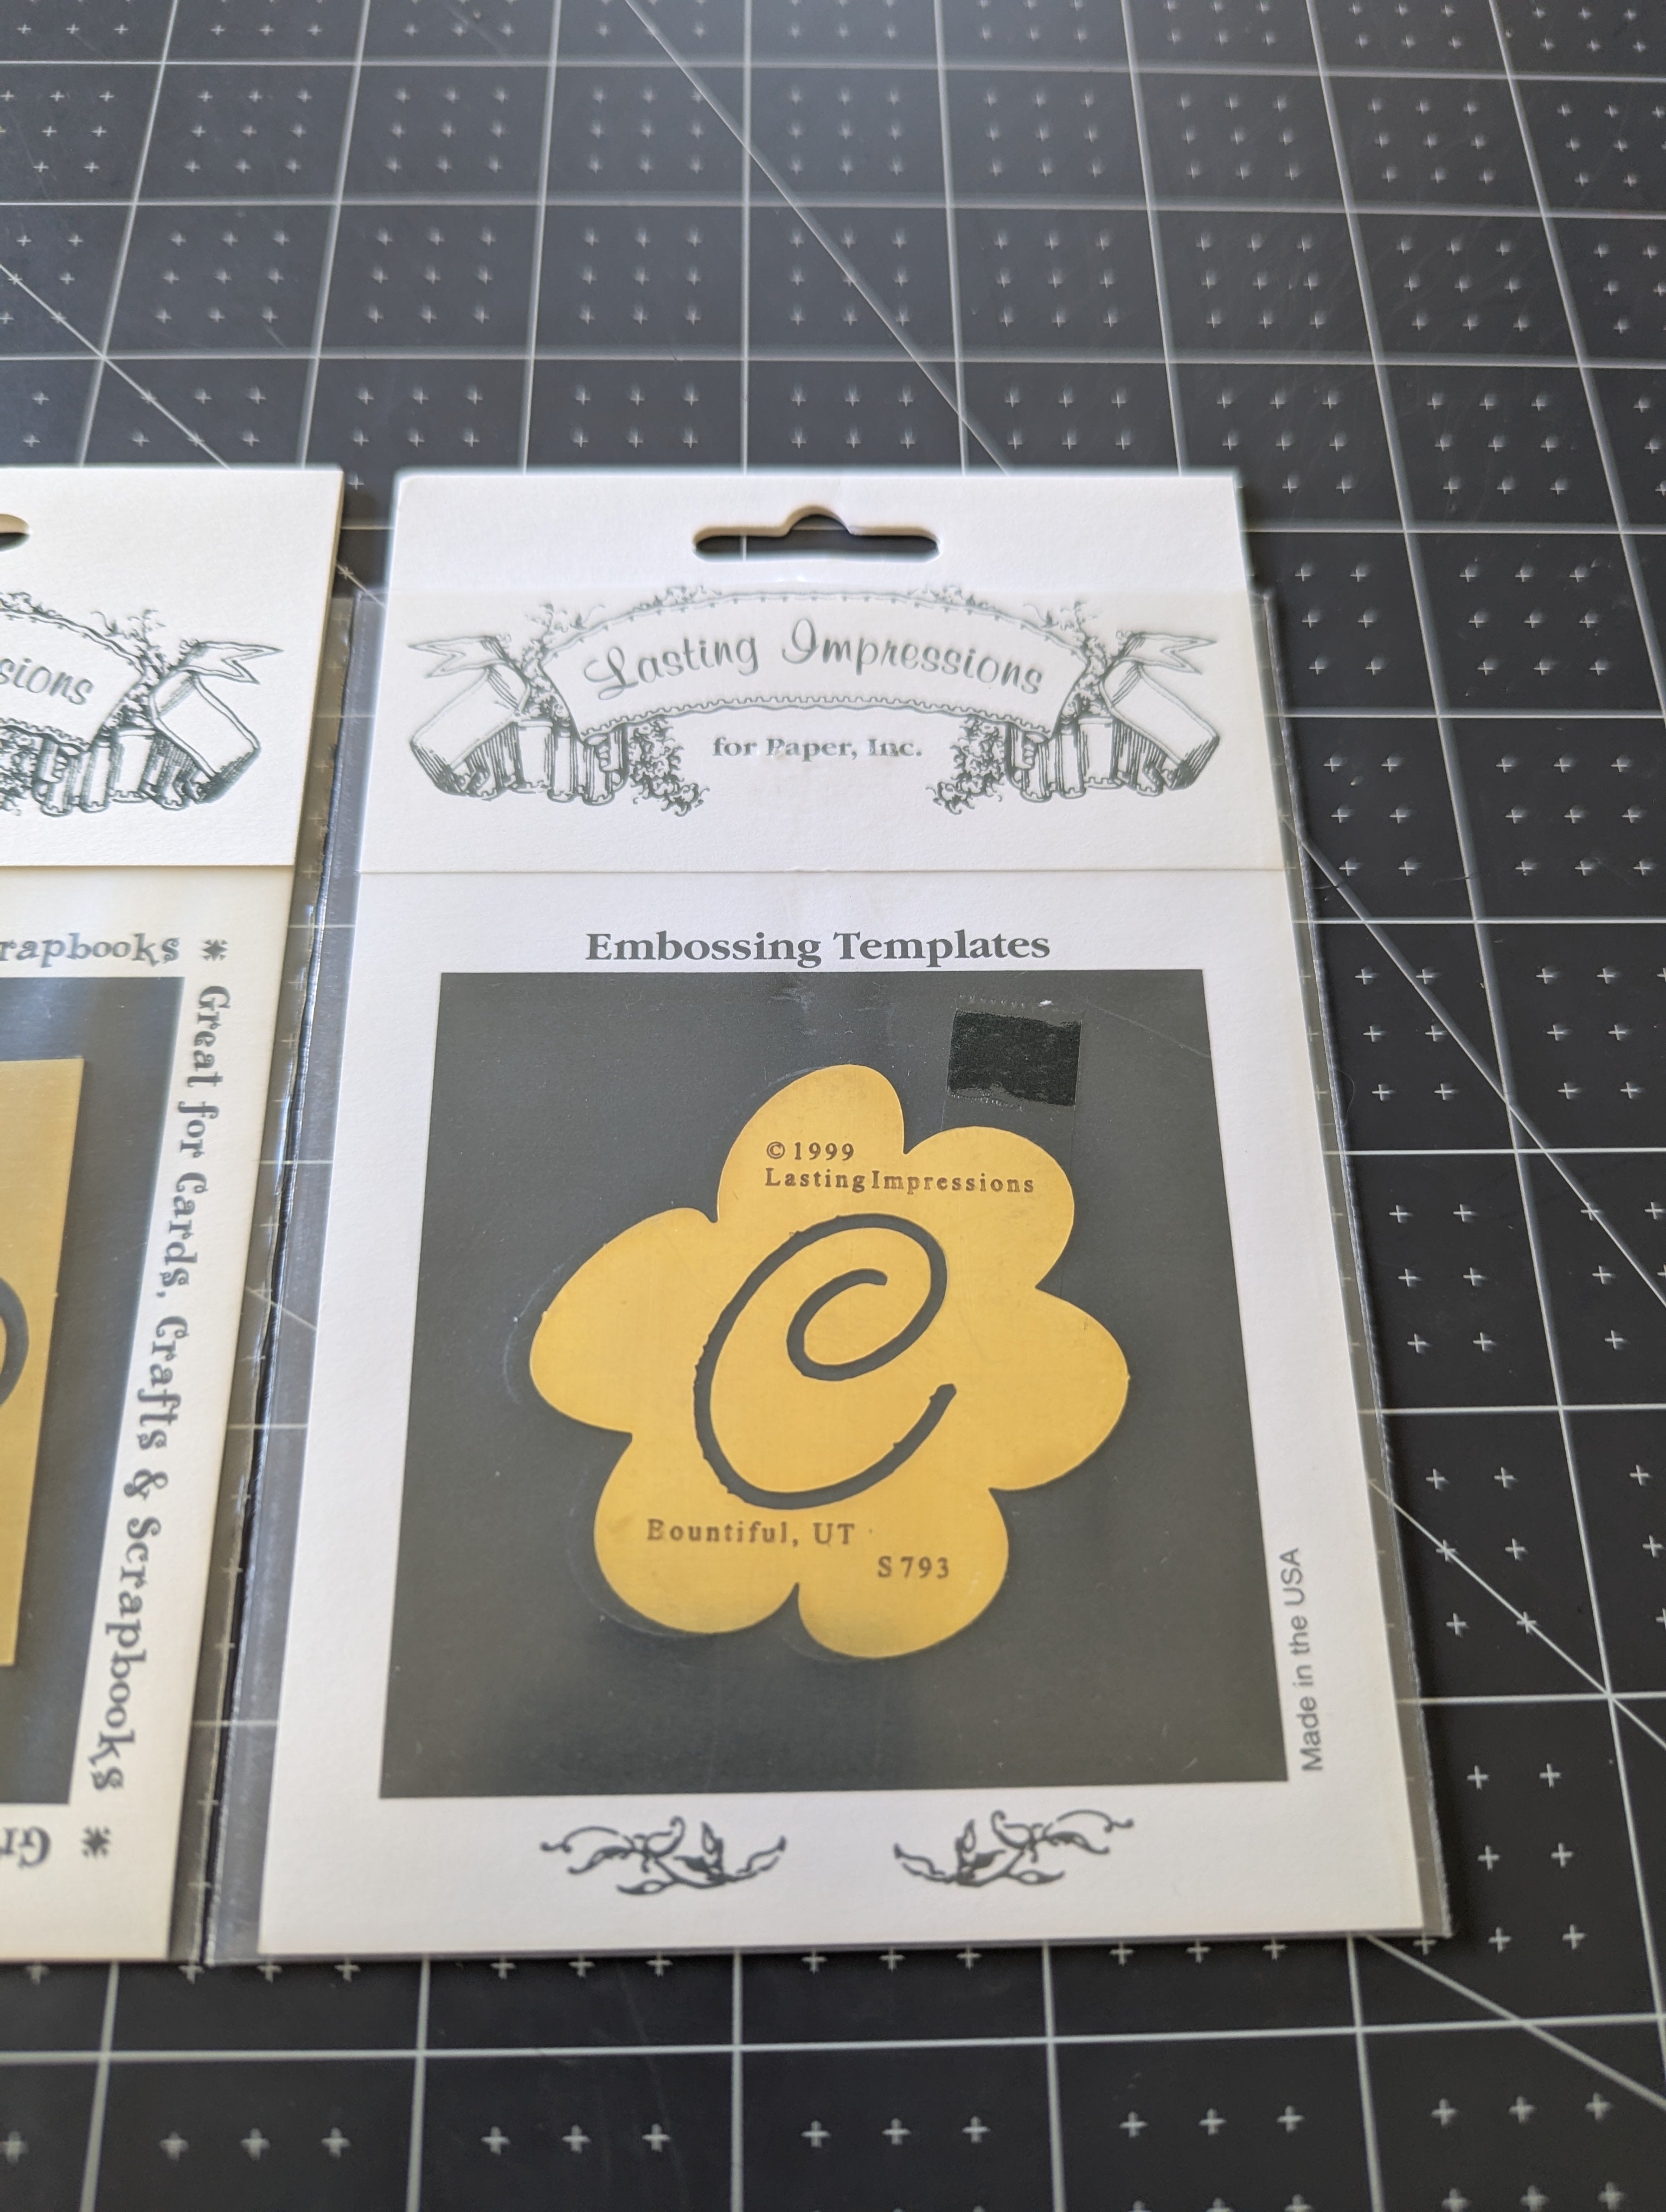 sions
rapbooks *
Great for Cards, Crafts & Scrapbooks *
Gr
Lasting Impressions
for Paper, Inc.
Embossing Templates
© 1999
Lasting Impressions
C
Bountiful, UT
S793
Made in the USA